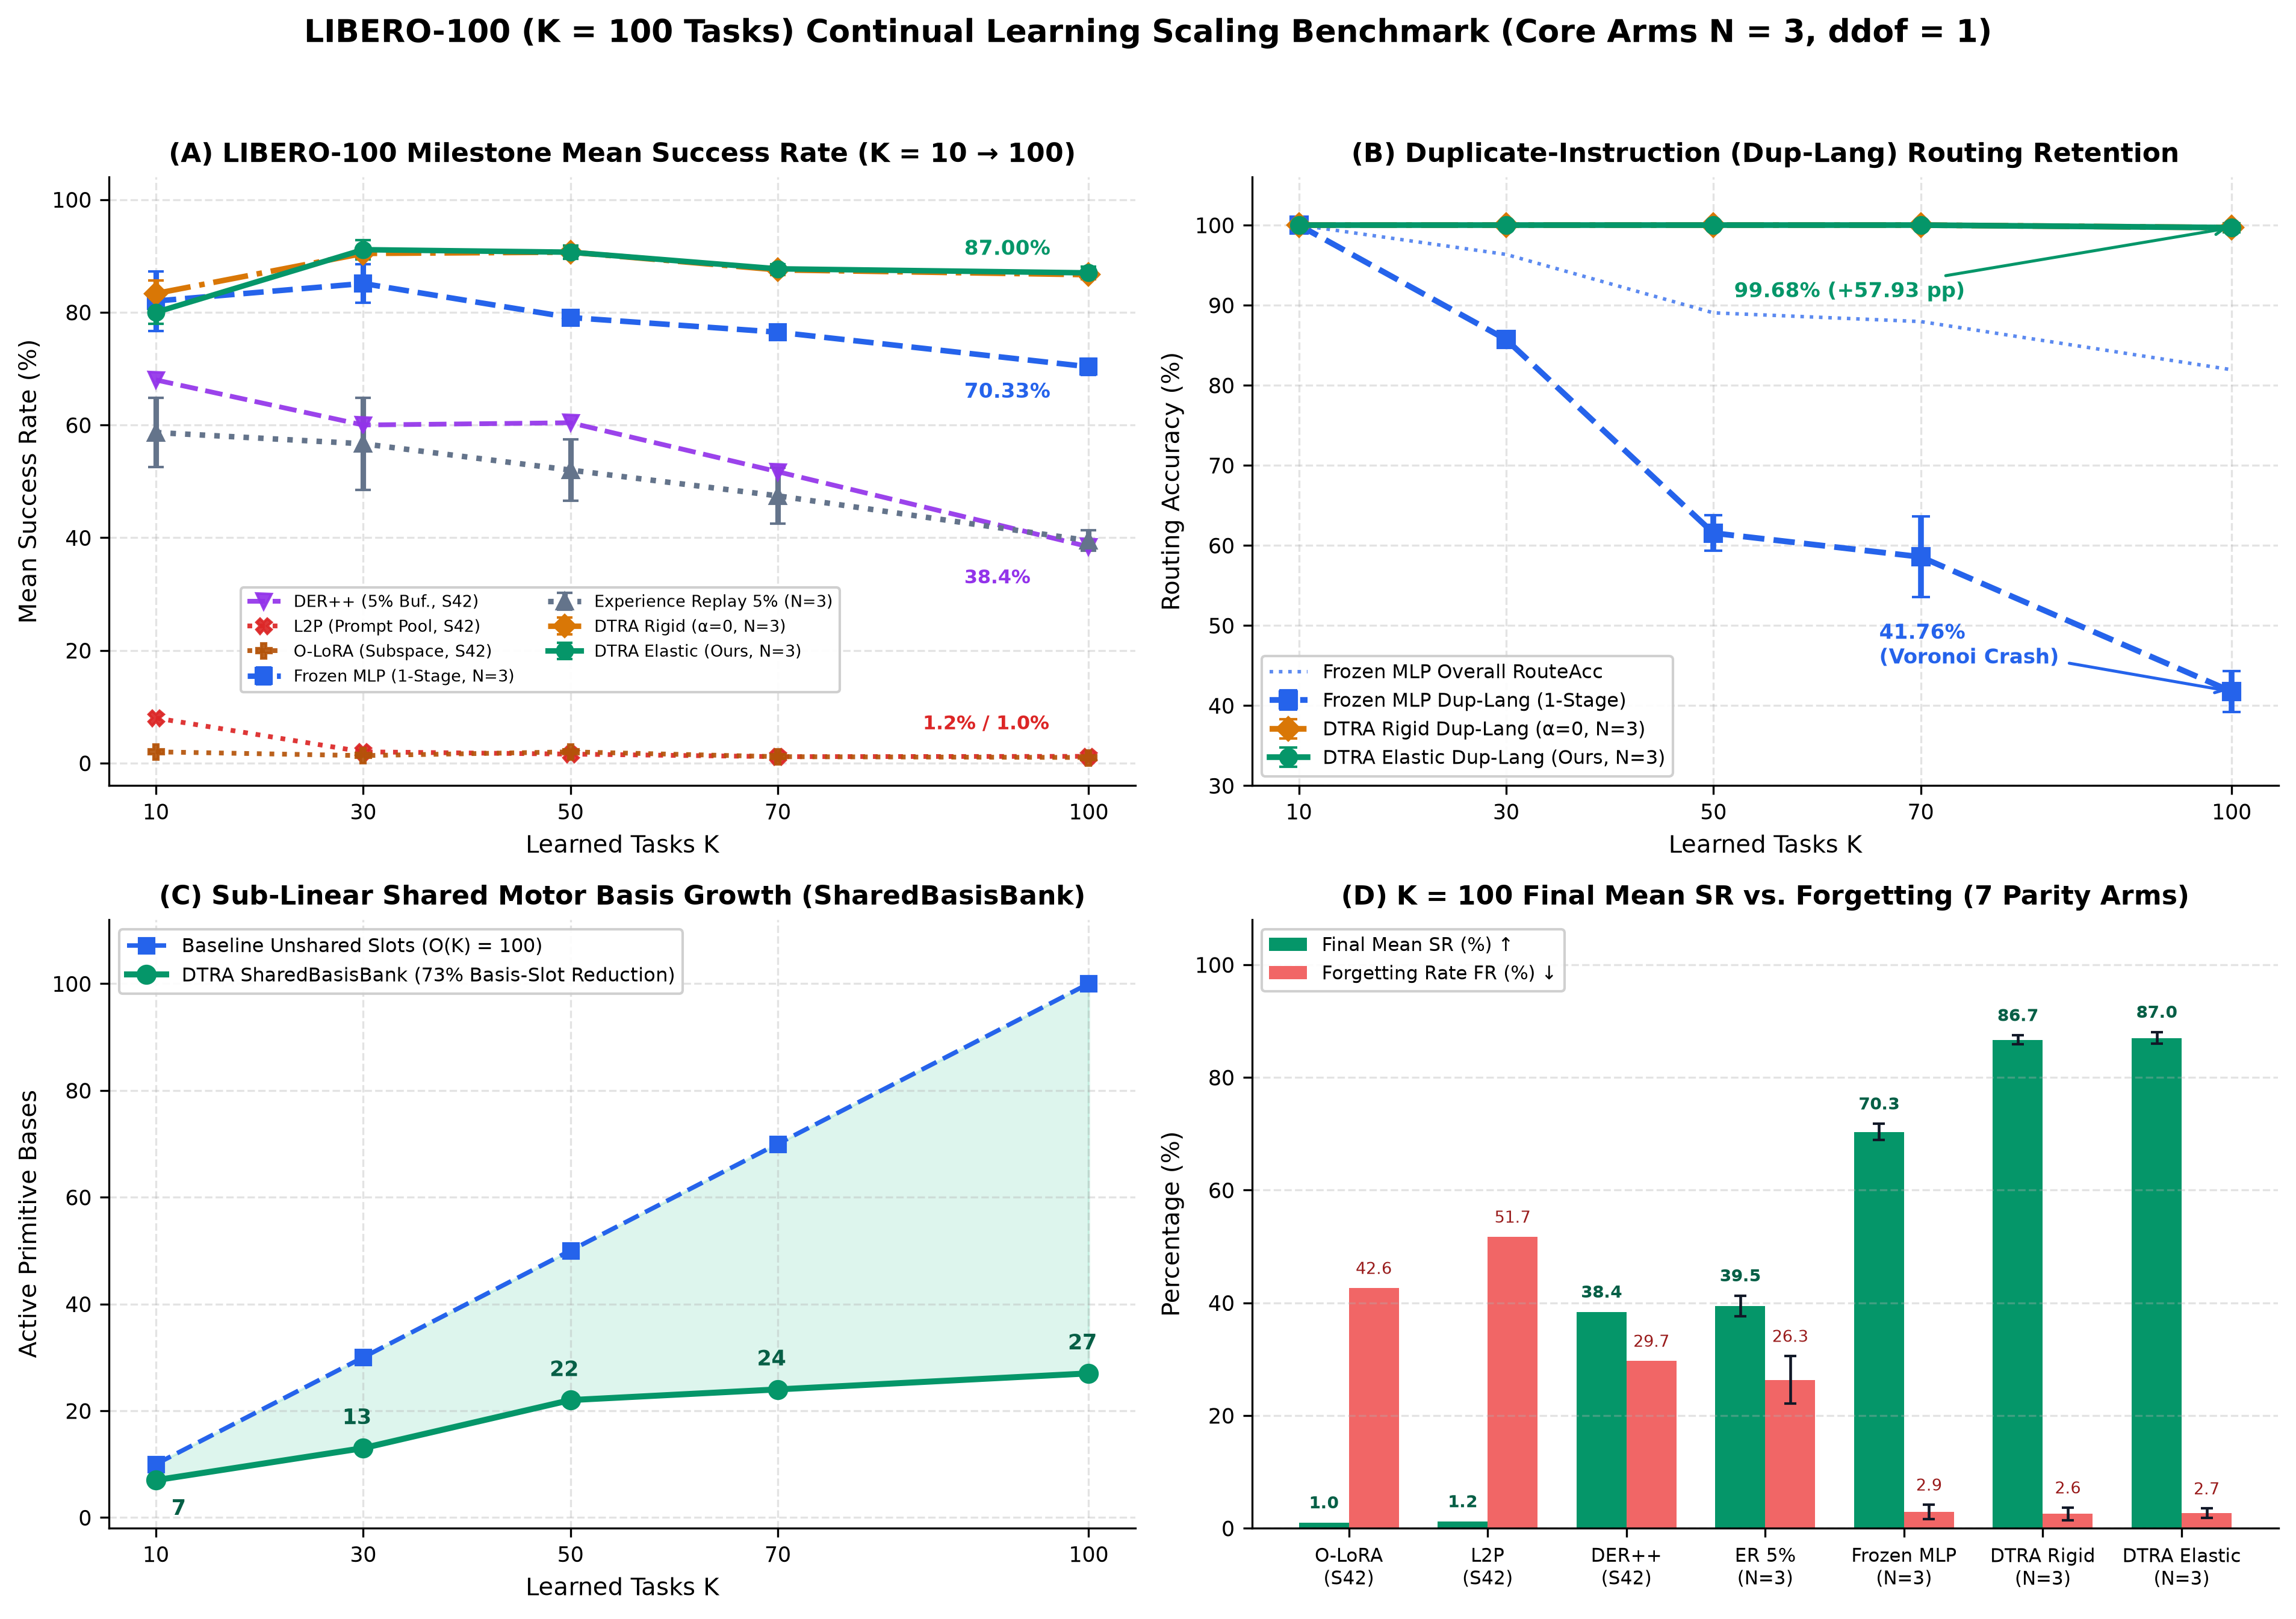 LIBERO-100 (K = 100 Tasks) Continual Learning Scaling Benchmark (Core Arms N = 3, ddof = 1)
(A) LIBERO-100 Milestone Mean Success Rate (K = 10 → 100)
Mean Success Rate (%)
100
80
60
40
20
0
87.00%
70.33%
38.4%
1.2% / 1.0%
DER++ (5% Buf., S42)
L2P (Prompt Pool, S42)
O-LoRA (Subspace, S42)
Frozen MLP (1-Stage, N=3)
Experience Replay 5% (N=3)
DTRA Rigid (α=0, N=3)
DTRA Elastic (Ours, N=3)
10 30 50 70 100
Learned Tasks K
(B) Duplicate-Instruction (Dup-Lang) Routing Retention
Routing Accuracy (%)
100
90
80
70
60
50
40
30
99.68% (+57.93 pp)
41.76%
(Voronoi Crash)
Frozen MLP Overall RouteAcc
Frozen MLP Dup-Lang (1-Stage)
DTRA Rigid Dup-Lang (α=0, N=3)
DTRA Elastic Dup-Lang (Ours, N=3)
10 30 50 70 100
Learned Tasks K
(C) Sub-Linear Shared Motor Basis Growth (SharedBasisBank)
Active Primitive Bases
Baseline Unshared Slots (O(K) = 100)
DTRA SharedBasisBank (73% Basis-Slot Reduction)
100
80
60
40
20
0
7
13
22
24
27
10 30 50 70 100
Learned Tasks K
(D) K = 100 Final Mean SR vs. Forgetting (7 Parity Arms)
Percentage (%)
Final Mean SR (%) ↑
Forgetting Rate FR (%) ↓
100
80
60
40
20
0
1.0
42.6
1.2
51.7
38.4
29.7
39.5
26.3
70.3
2.9
86.7
2.6
87.0
2.7
O-LoRA
(S42)
L2P
(S42)
DER++
(S42)
ER 5%
(N=3)
Frozen MLP
(N=3)
DTRA Rigid
(N=3)
DTRA Elastic
(N=3)